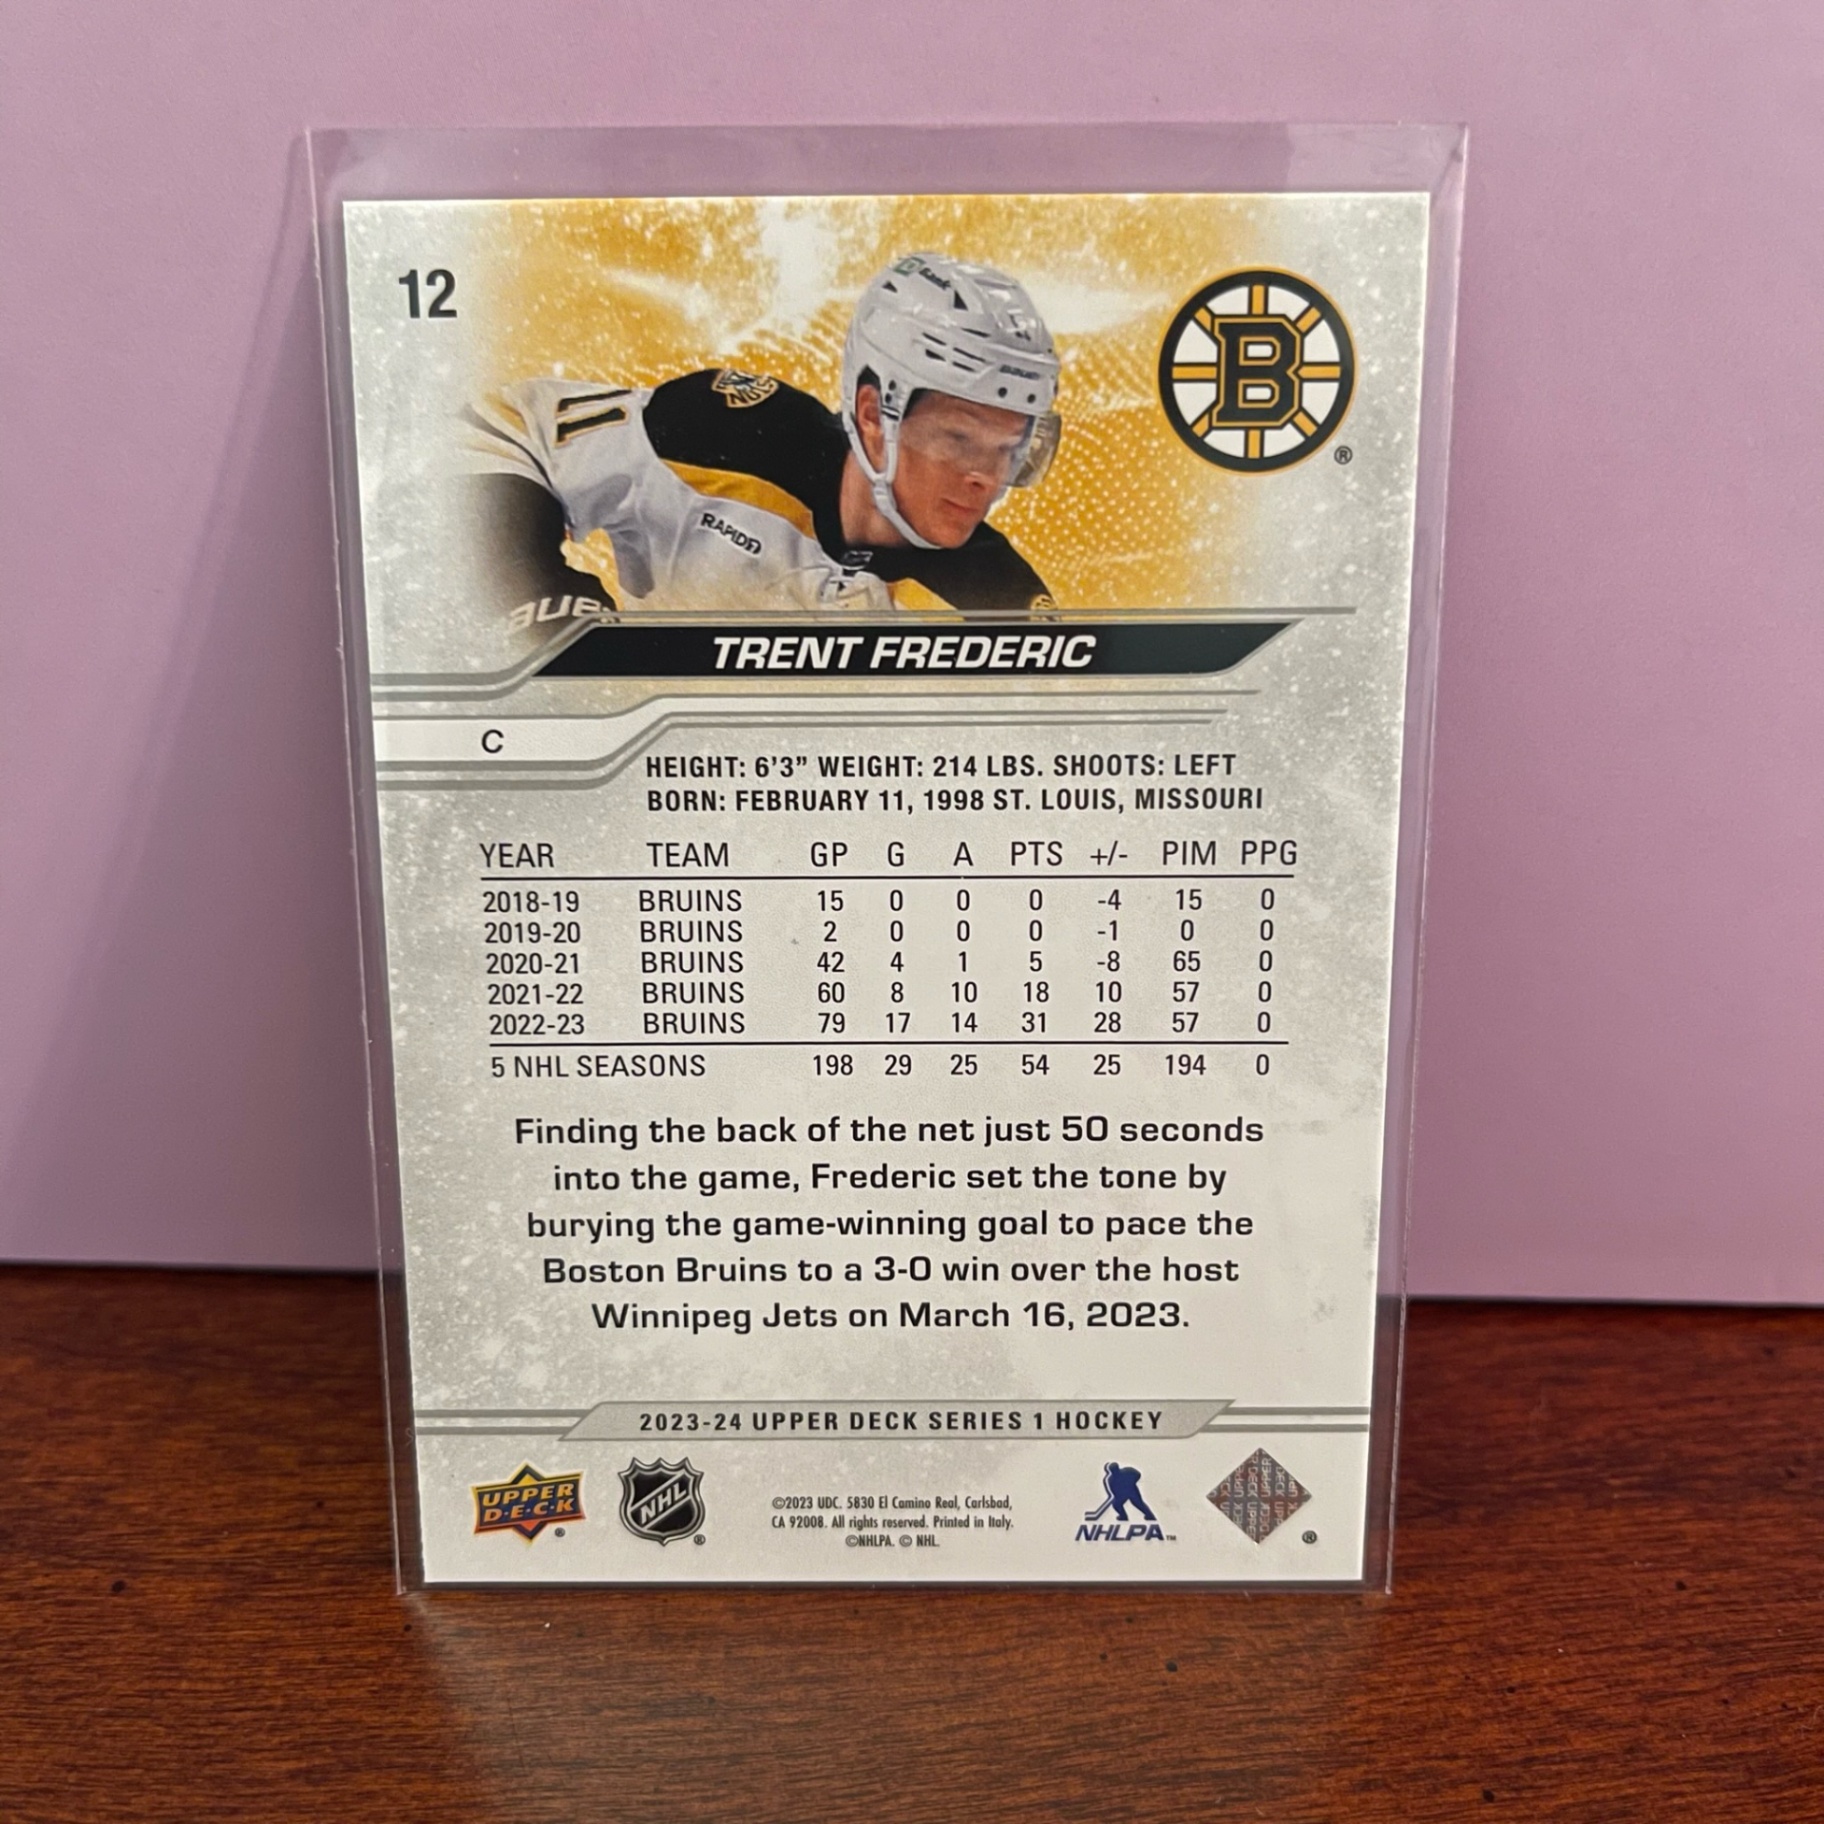 12
Bank
BAUER
11
B
®
RAPID7
BAUER
TRENT FREDERIC
C
HEIGHT: 6'3" WEIGHT: 214 LBS. SHOOTS: LEFT
BORN: FEBRUARY 11, 1998 ST. LOUIS, MISSOURI
YEAR TEAM GP G A PTS +/- PIM PPG
2018-19 BRUINS 15 0 0 0 -4 15 0
2019-20 BRUINS 2 0 0 0 -1 0 0
2020-21 BRUINS 42 4 1 5 -8 65 0
2021-22 BRUINS 60 8 10 18 10 57 0
2022-23 BRUINS 79 17 14 31 28 57 0
5 NHL SEASONS 198 29 25 54 25 194 0
Finding the back of the net just 50 seconds
into the game, Frederic set the tone by
burying the game-winning goal to pace the
Boston Bruins to a 3-0 win over the host
Winnipeg Jets on March 16, 2023.
2023-24 UPPER DECK SERIES 1 HOCKEY
UPPER
D·E·C·K
®
NHL
®
©2023 UDC. 5830 El Camino Real, Carlsbad,
CA 92008. All rights reserved. Printed in Italy.
©NHLPA. © NHL.
NHLPA™
®